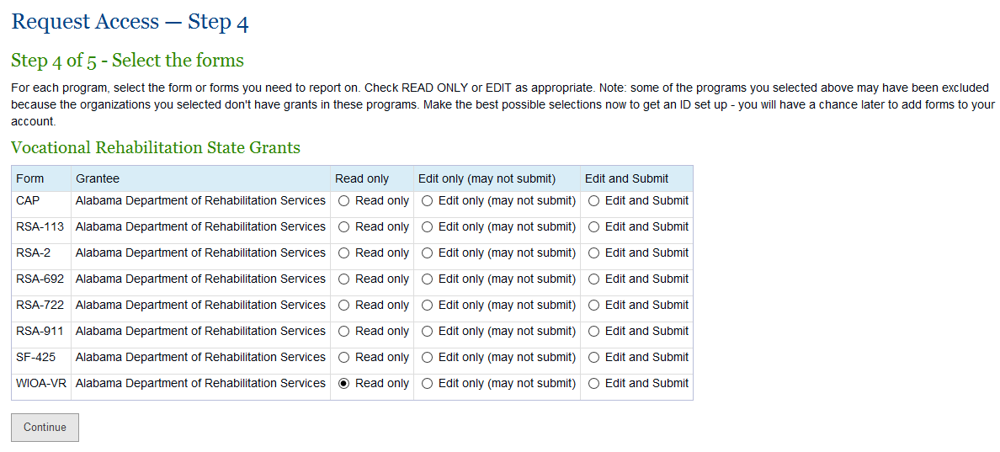 Request Access — Step 4
Step 4 of 5 - Select the forms
For each program, select the form or forms you need to report on. Check READ ONLY or EDIT as appropriate. Note: some of the programs you selected above may have been excluded
because the organizations you selected don't have grants in these programs. Make the best possible selections now to get an ID set up - you will have a chance later to add forms to your
account.
Vocational Rehabilitation State Grants
Form Grantee Read only Edit only (may not submit) Edit and Submit
CAP Alabama Department of Rehabilitation Services Read only Edit only (may not submit) Edit and Submit
RSA-113 Alabama Department of Rehabilitation Services Read only Edit only (may not submit) Edit and Submit
RSA-2 Alabama Department of Rehabilitation Services Read only Edit only (may not submit) Edit and Submit
RSA-692 Alabama Department of Rehabilitation Services Read only Edit only (may not submit) Edit and Submit
RSA-722 Alabama Department of Rehabilitation Services Read only Edit only (may not submit) Edit and Submit
RSA-911 Alabama Department of Rehabilitation Services Read only Edit only (may not submit) Edit and Submit
SF-425 Alabama Department of Rehabilitation Services Read only Edit only (may not submit) Edit and Submit
WIOA-VR Alabama Department of Rehabilitation Services Read only Edit only (may not submit) Edit and Submit
Continue